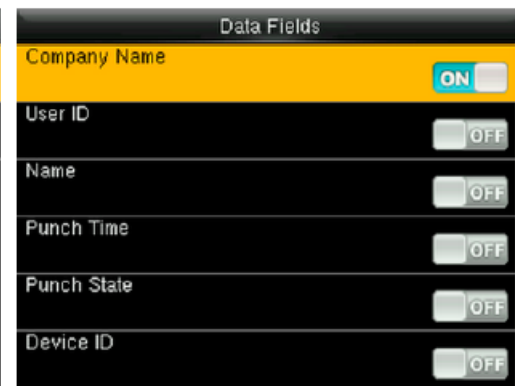 Data Fields
Company Name
ON
User ID
OFF
Name
OFF
Punch Time
OFF
Punch State
OFF
Device ID
OFF